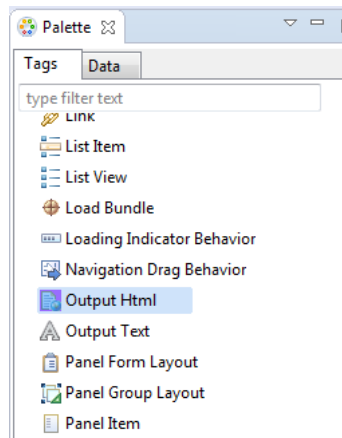 Palette
Tags Data
type filter text
Link
List Item
List View
Load Bundle
Loading Indicator Behavior
Navigation Drag Behavior
Output Html
Output Text
Panel Form Layout
Panel Group Layout
Panel Item